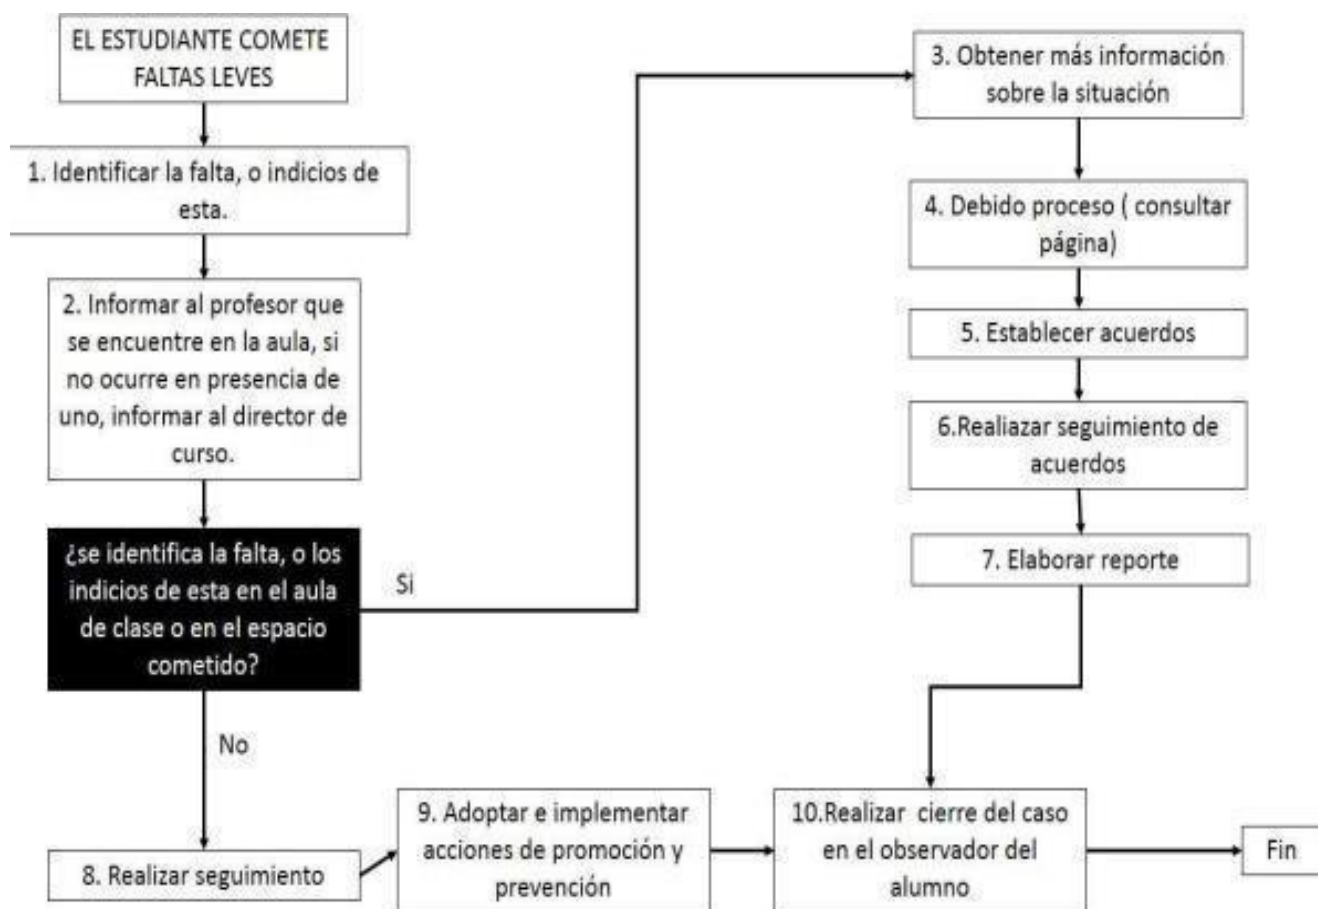 EL ESTUDIANTE COMETE
FALTAS LEVES
1. Identificar la falta, o indicios de
esta.
2. Informar al profesor que
se encuentre en la aula, si
no ocurre en presencia de
uno, informar al director de
curso.
¿se identifica la falta, o los
indicios de esta en el aula
de clase o en el espacio
cometido?
Si
No
3. Obtener más información
sobre la situación
4. Debido proceso ( consultar
página)
5. Establecer acuerdos
6.Realiazar seguimiento de
acuerdos
7. Elaborar reporte
8. Realizar seguimiento
9. Adoptar e implementar
acciones de promoción y
prevención
10.Realizar cierre del caso
en el observador del
alumno
Fin